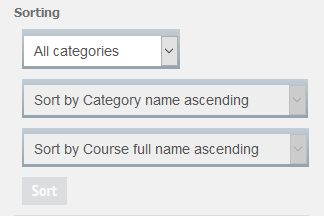 Sorting
All categories
Sort by Category name ascending
Sort by Course full name ascending
Sort